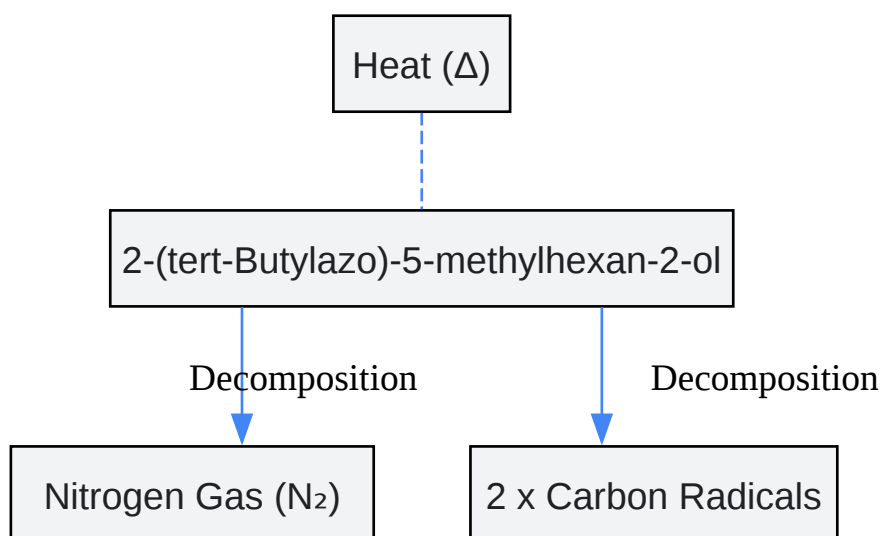 Heat (Δ)
2-(tert-Butylazo)-5-methylhexan-2-ol
Decomposition
Decomposition
Nitrogen Gas (N₂)
2 x Carbon Radicals